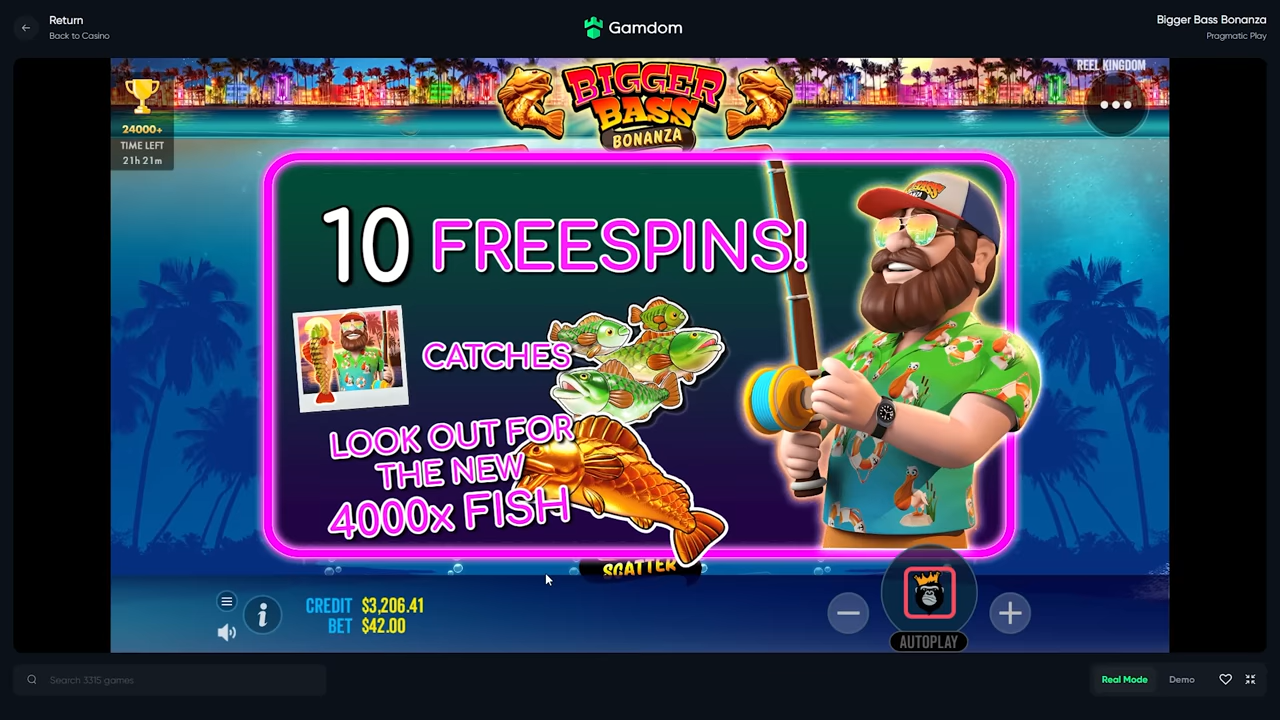 Return
Back to Casino
Gamdom
Bigger Bass Bonanza
Pragmatic Play
REEL KINGDOM
BIGGER
BASS
BONANZA
24000+
TIME LEFT
21h 21m
10 FREESPINS!
CATCHES
LOOK OUT FOR
THE NEW
4000x FISH
SCATTER
CREDIT $3,206.41
BET $42.00
AUTOPLAY
Search 3315 games
Real Mode
Demo